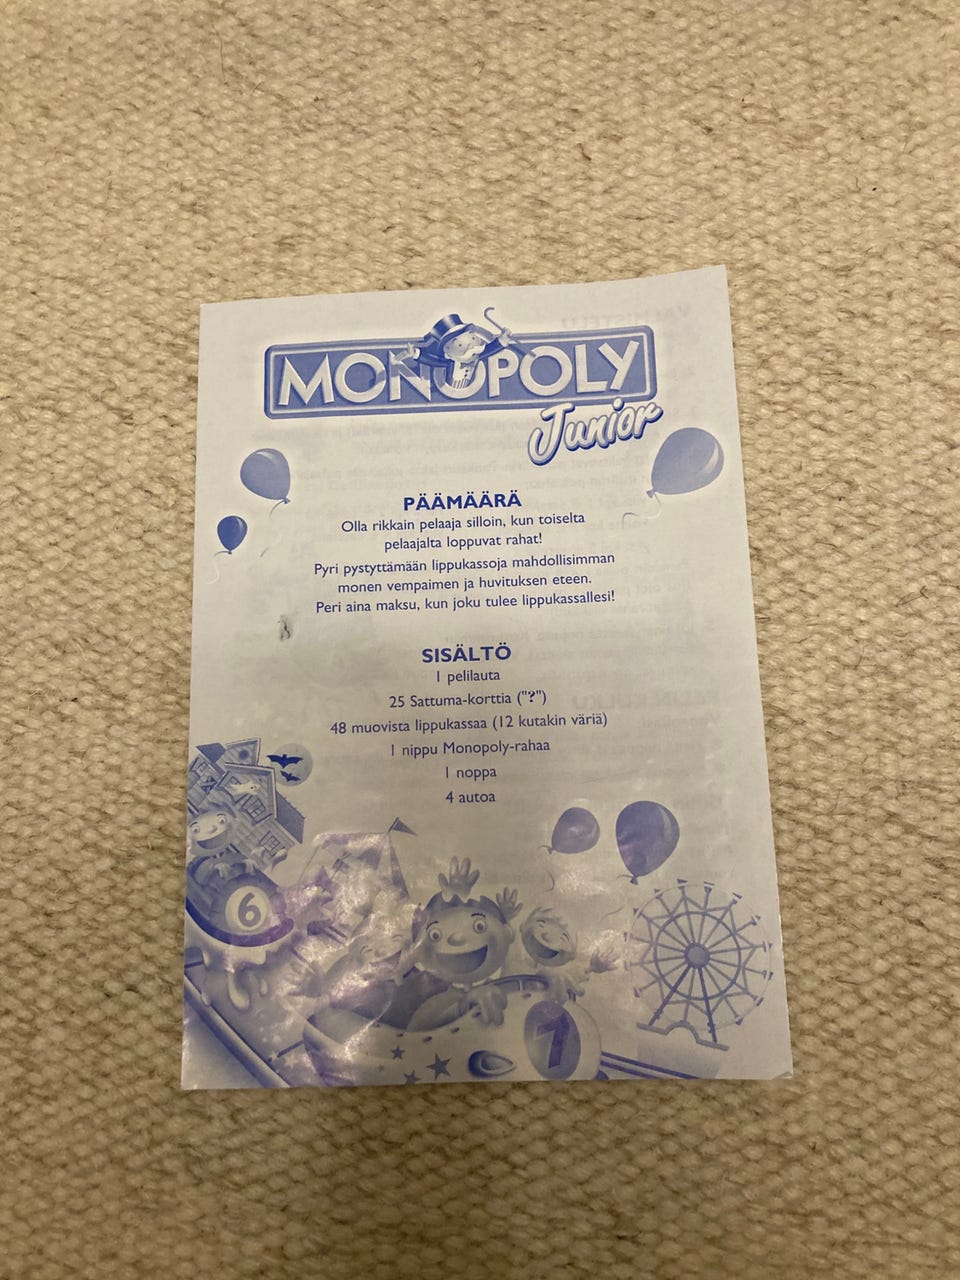 MONOPOLY
Junior
PÄÄMÄÄRÄ
Olla rikkain pelaaja silloin, kun toiselta
pelaajalta loppuvat rahat!
Pyri pystyttämään lippukassoja mahdollisimman
monen vempaimen ja huvituksen eteen.
Peri aina maksu, kun joku tulee lippukassallesi!
SISÄLTÖ
1 pelilauta
25 Sattuma-korttia ("?")
48 muovista lippukassaa (12 kutakin väriä)
1 nippu Monopoly-rahaa
1 noppa
4 autoa
6
1